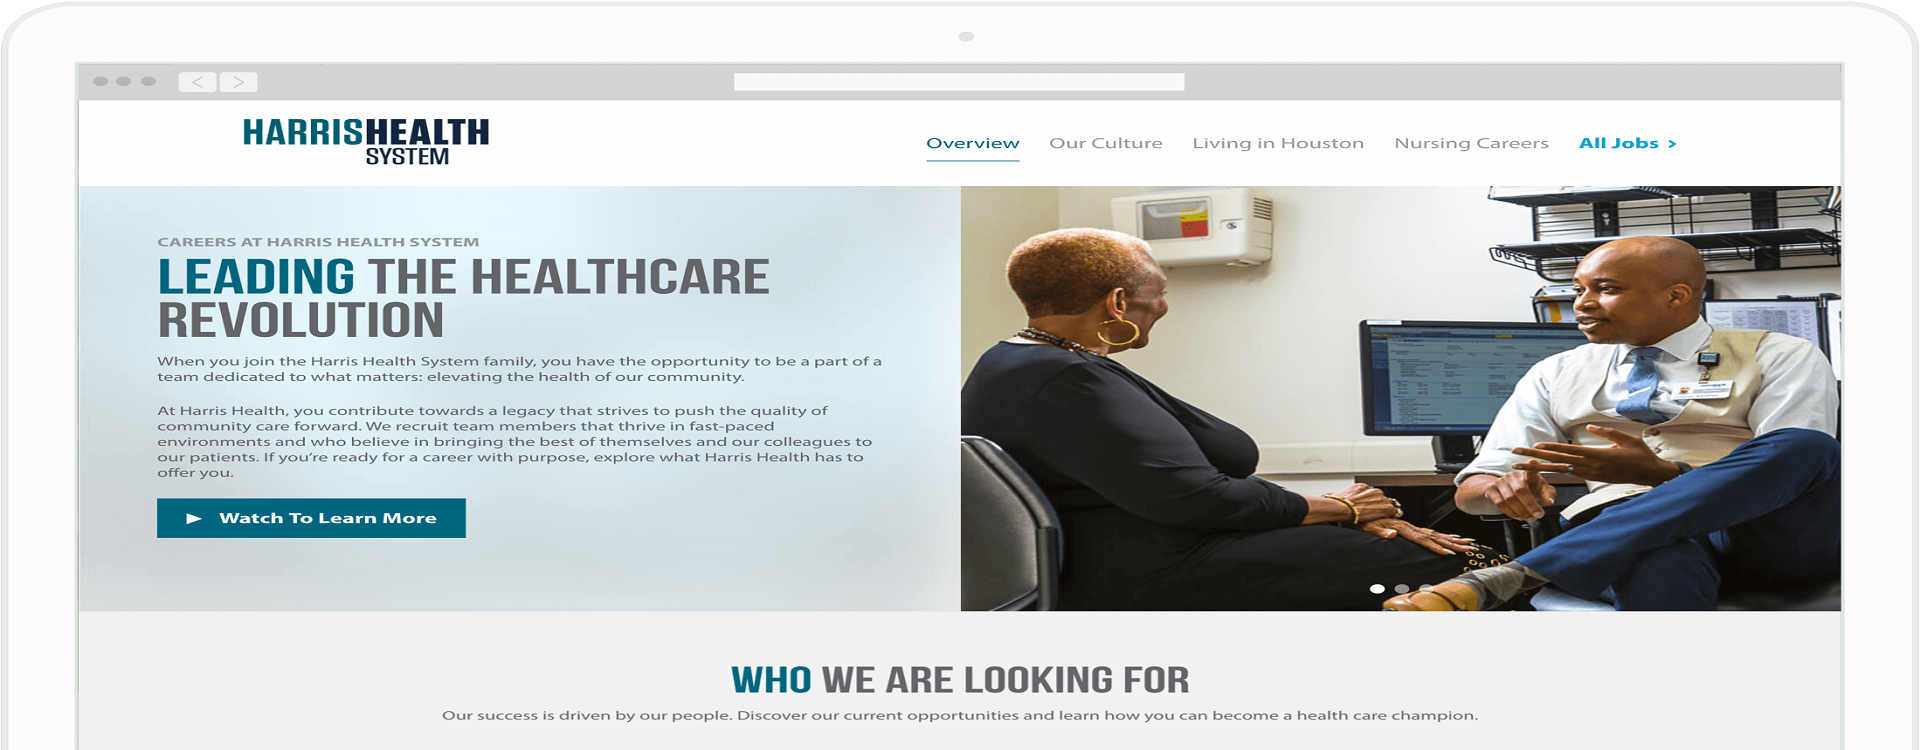 HARRISHEALTH
SYSTEM
Overview
Our Culture
Living in Houston
Nursing Careers
All Jobs >
CAREERS AT HARRIS HEALTH SYSTEM
LEADING THE HEALTHCARE
REVOLUTION
When you join the Harris Health System family, you have the opportunity to be a part of a
team dedicated to what matters: elevating the health of our community.
At Harris Health, you contribute towards a legacy that strives to push the quality of
community care forward. We recruit team members that thrive in fast-paced
environments and who believe in bringing the best of themselves and our colleagues to
our patients. If you’re ready for a career with purpose, explore what Harris Health has to
offer you.
Watch To Learn More
WHO WE ARE LOOKING FOR
Our success is driven by our people. Discover our current opportunities and learn how you can become a health care champion.